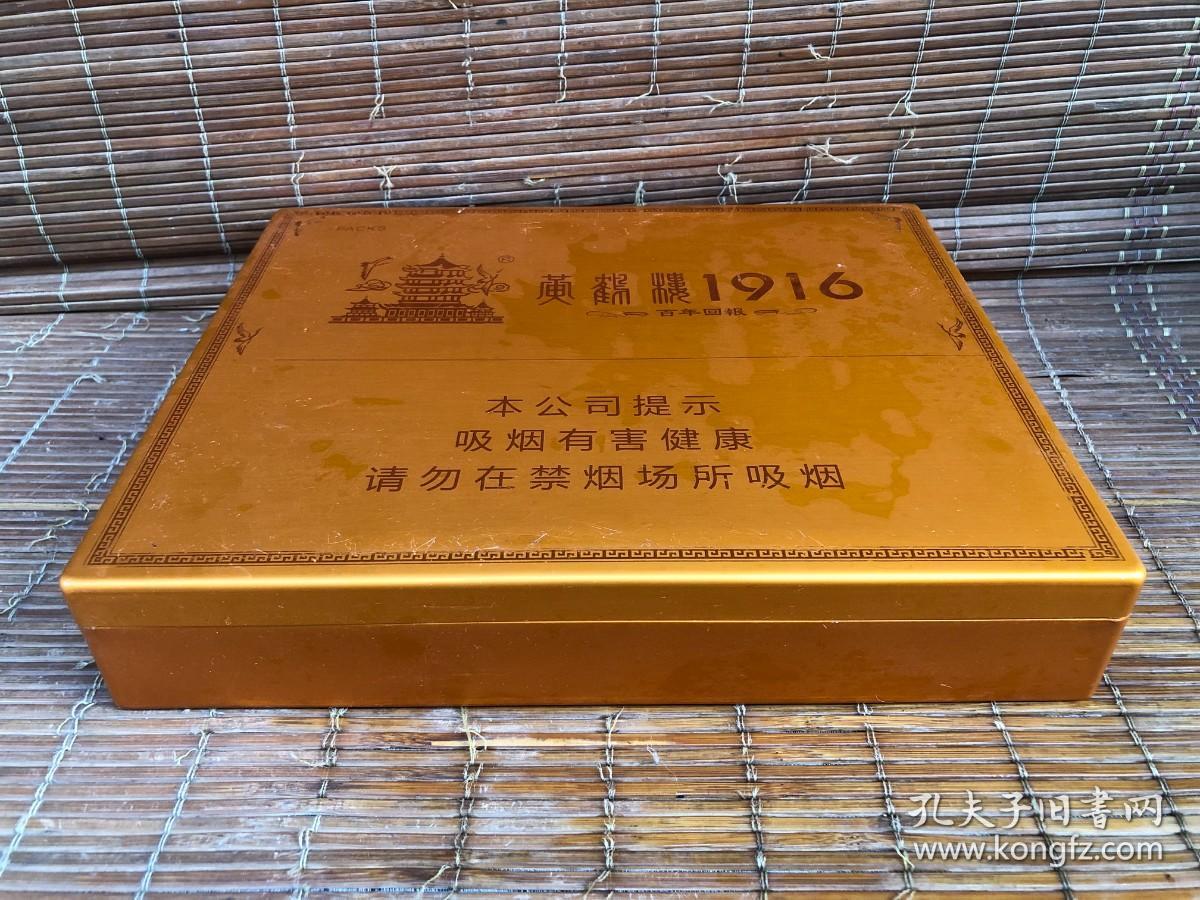 PACKS
®
黄鹤楼1916
百年回報
本公司提示
吸烟有害健康
请勿在禁烟场所吸烟
孔夫子旧書网
www.kongfz.com